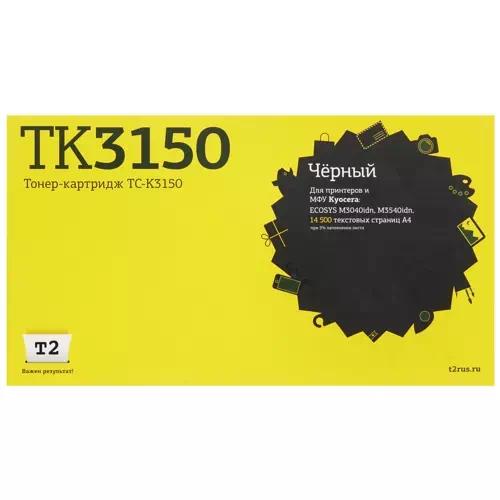 TK3150
Тонер-картридж TC-K3150
Чёрный
Для принтеров и
МФУ Kyocera:
ECOSYS M3040idn, M3540idn.
14 500 текстовых страниц А4
при 5% заполнении листа
T2
Важен результат!
t2rus.ru